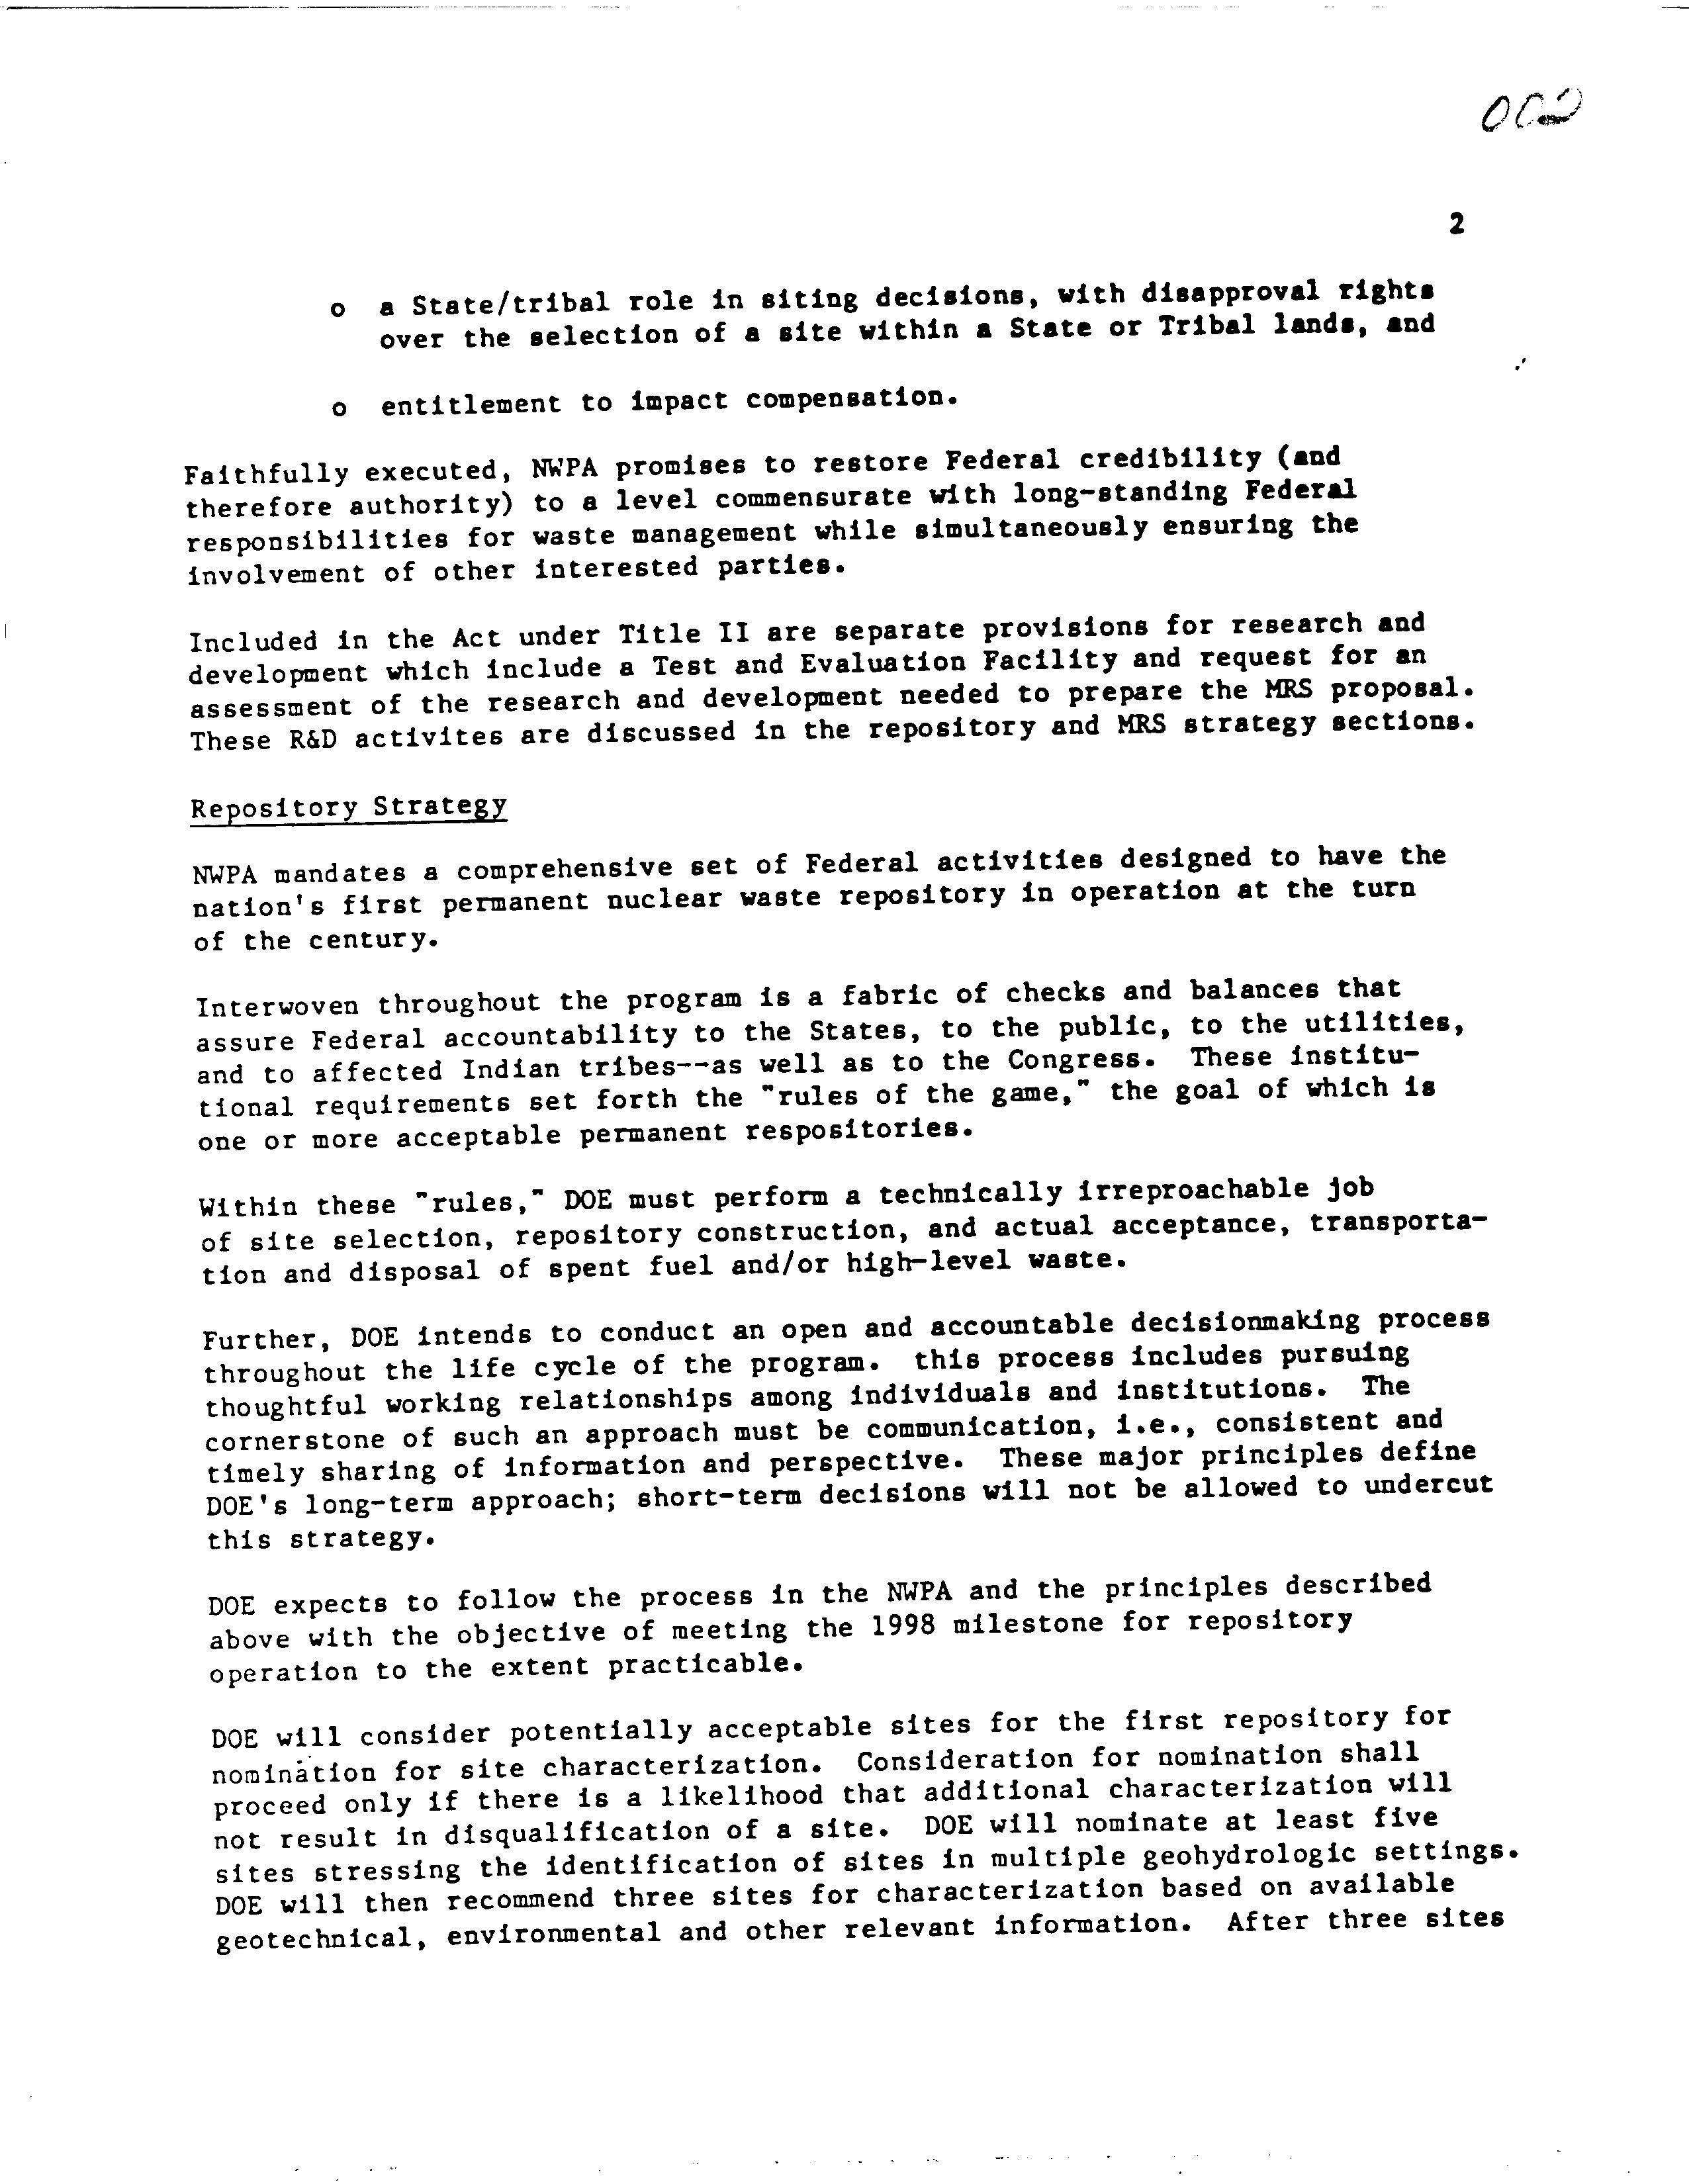 002
2
o a State/tribal role in siting decisions, with disapproval rights
over the selection of a site within a State or Tribal lands, and
o entitlement to impact compensation.
Faithfully executed, NWPA promises to restore Federal credibility (and
therefore authority) to a level commensurate with long-standing Federal
responsibilities for waste management while simultaneously ensuring the
involvement of other interested parties.
Included in the Act under Title II are separate provisions for research and
development which include a Test and Evaluation Facility and request for an
assessment of the research and development needed to prepare the MRS proposal.
These R&D activites are discussed in the repository and MRS strategy sections.
Repository Strategy
NWPA mandates a comprehensive set of Federal activities designed to have the
nation's first permanent nuclear waste repository in operation at the turn
of the century.
Interwoven throughout the program is a fabric of checks and balances that
assure Federal accountability to the States, to the public, to the utilities,
and to affected Indian tribes--as well as to the Congress. These institu-
tional requirements set forth the "rules of the game," the goal of which is
one or more acceptable permanent respositories.
Within these "rules," DOE must perform a technically irreproachable job
of site selection, repository construction, and actual acceptance, transporta-
tion and disposal of spent fuel and/or high-level waste.
Further, DOE intends to conduct an open and accountable decisionmaking process
throughout the life cycle of the program. this process includes pursuing
thoughtful working relationships among individuals and institutions. The
cornerstone of such an approach must be communication, i.e., consistent and
timely sharing of information and perspective. These major principles define
DOE's long-term approach; short-term decisions will not be allowed to undercut
this strategy.
DOE expects to follow the process in the NWPA and the principles described
above with the objective of meeting the 1998 milestone for repository
operation to the extent practicable.
DOE will consider potentially acceptable sites for the first repository for
nomination for site characterization. Consideration for nomination shall
proceed only if there is a likelihood that additional characterization will
not result in disqualification of a site. DOE will nominate at least five
sites stressing the identification of sites in multiple geohydrologic settings.
DOE will then recommend three sites for characterization based on available
geotechnical, environmental and other relevant information. After three sites